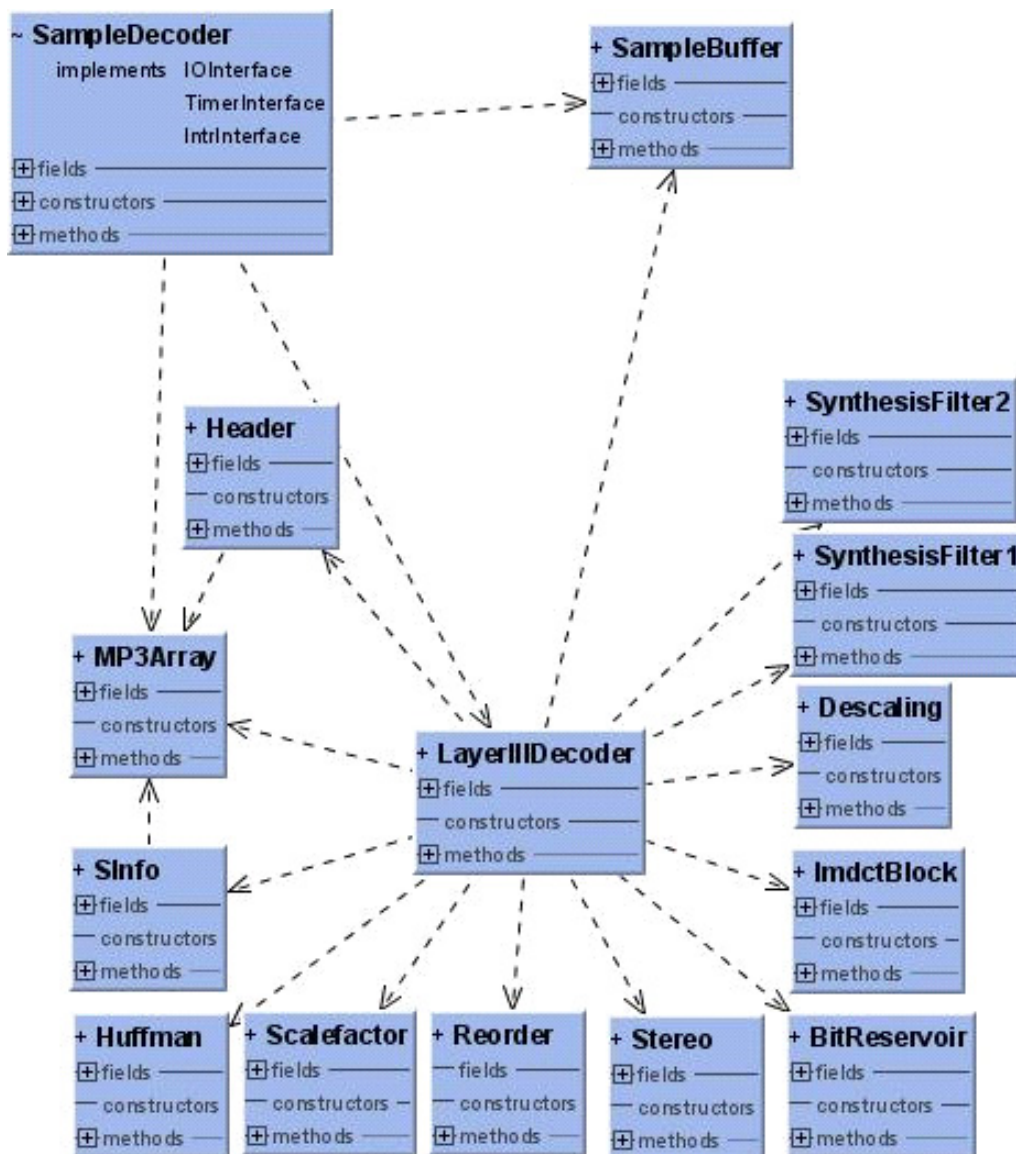 ~ SampleDecoder
implements IOInterface
TimerInterface
IntrInterface
+ fields
+ constructors
+ methods
+ SampleBuffer
+ fields
constructors
+ methods
+ Header
+ fields
constructors
+ methods
+ SynthesisFilter2
+ fields
constructors
+ methods
+ SynthesisFilter1
+ fields
constructors
+ methods
+ MP3Array
+ fields
constructors
+ methods
+ LayerIIIDecoder
+ fields
constructors
+ methods
+ Descaling
+ fields
constructors
+ methods
+ SInfo
+ fields
constructors
+ methods
+ ImdctBlock
+ fields
constructors
+ methods
+ Huffman
+ fields
constructors
+ methods
+ Scalefactor
+ fields
constructors
+ methods
+ Reorder
fields
constructors
+ methods
+ Stereo
+ fields
constructors
+ methods
+ BitReservoir
+ fields
constructors
+ methods